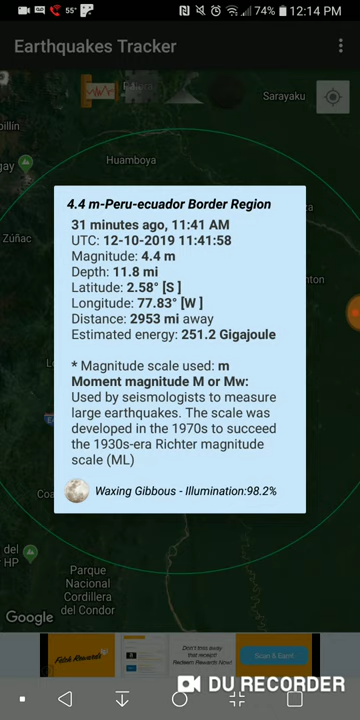 55°
74% 12:14 PM
Earthquakes Tracker
Sarayaku
Huamboya
Zúñac
4.4 m-Peru-ecuador Border Region
31 minutes ago, 11:41 AM
UTC: 12-10-2019 11:41:58
Magnitude: 4.4 m
Depth: 11.8 mi
Latitude: 2.58° [S ]
Longitude: 77.83° [W ]
Distance: 2953 mi away
Estimated energy: 251.2 Gigajoule
* Magnitude scale used: m
Moment magnitude M or Mw:
Used by seismologists to measure
large earthquakes. The scale was
developed in the 1970s to succeed
the 1930s-era Richter magnitude
scale (ML)
Waxing Gibbous - Illumination:98.2%
del
HP
Parque
Nacional
Cordillera
del Condor
Google
Fetch Rewards
Don't toss away
that receipt!
Redeem Rewards Now!
Scan & Earn!
DU RECORDER